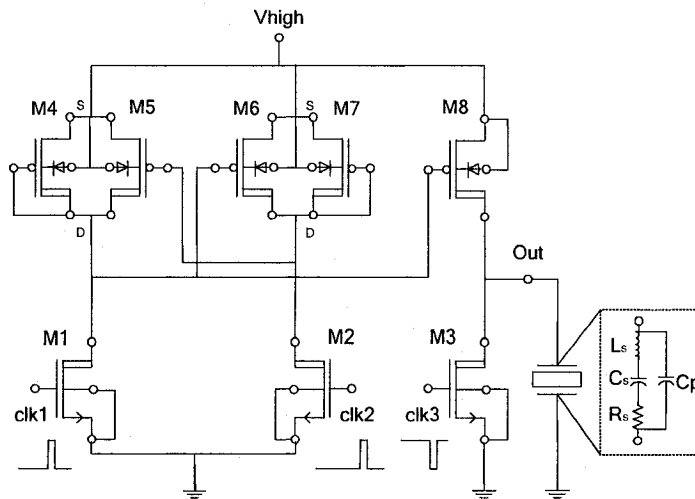 Vhigh
M4 S M5 M6 S M7 M8
D D
Out
M1 M2 M3
Ls
Cs Cp
Rs
clk1 clk2 clk3